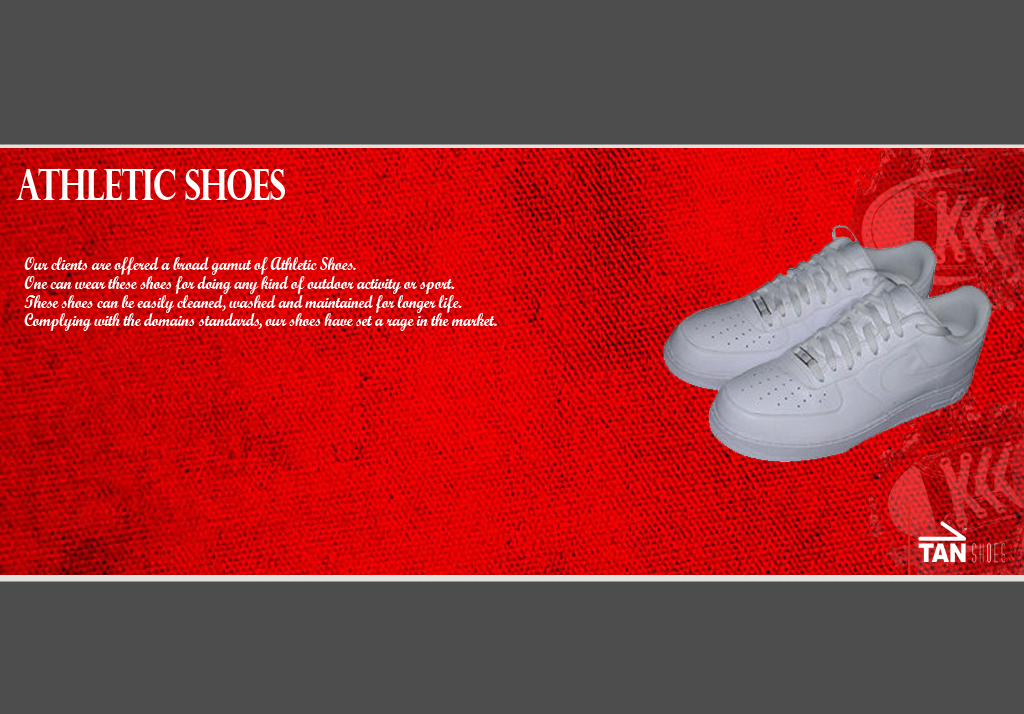 ATHLETIC SHOES
Our clients are offered a broad gamut of Athletic Shoes.
One can wear these shoes for doing any kind of outdoor activity or sport.
These shoes can be easily cleaned, washed and maintained for longer life.
Complying with the domains standards, our shoes have set a rage in the market.
TAN SHOES